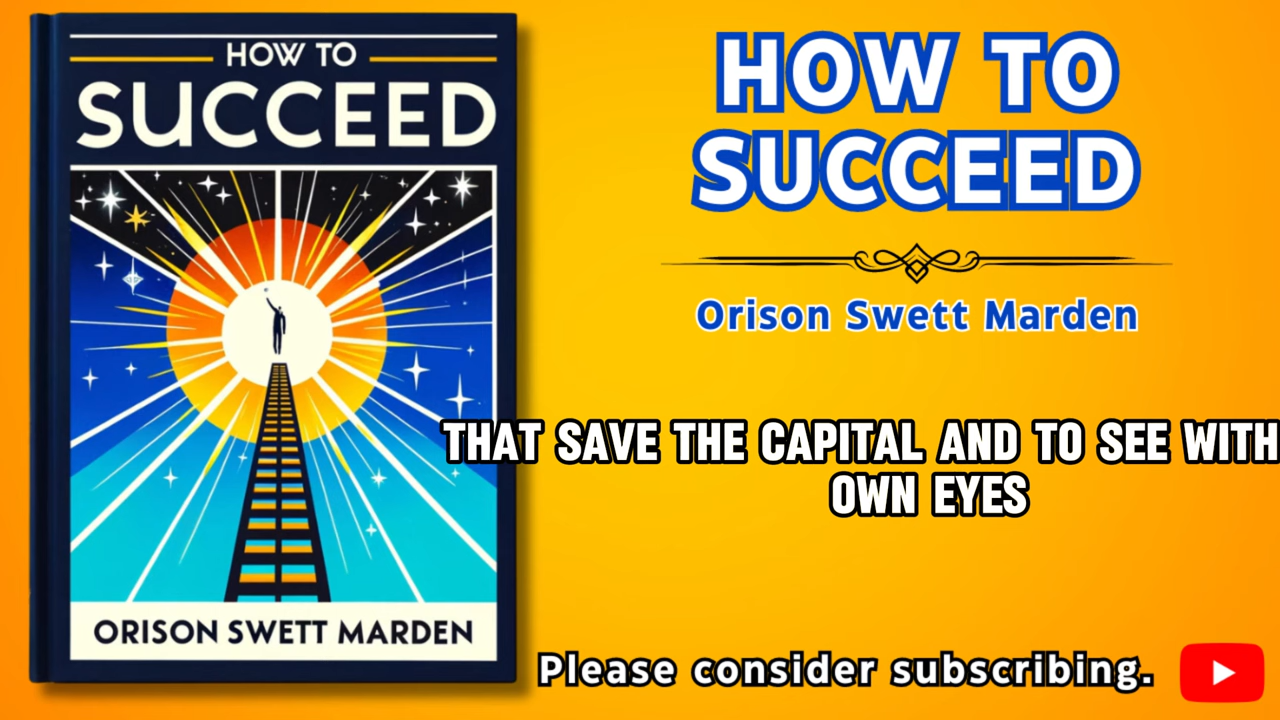 HOW TO
SUCCEED
ORISON SWETT MARDEN
HOW TO
SUCCEED
Orison Swett Marden
THAT SAVE THE CAPITAL AND TO SEE WITH
OWN EYES
Please consider subscribing.